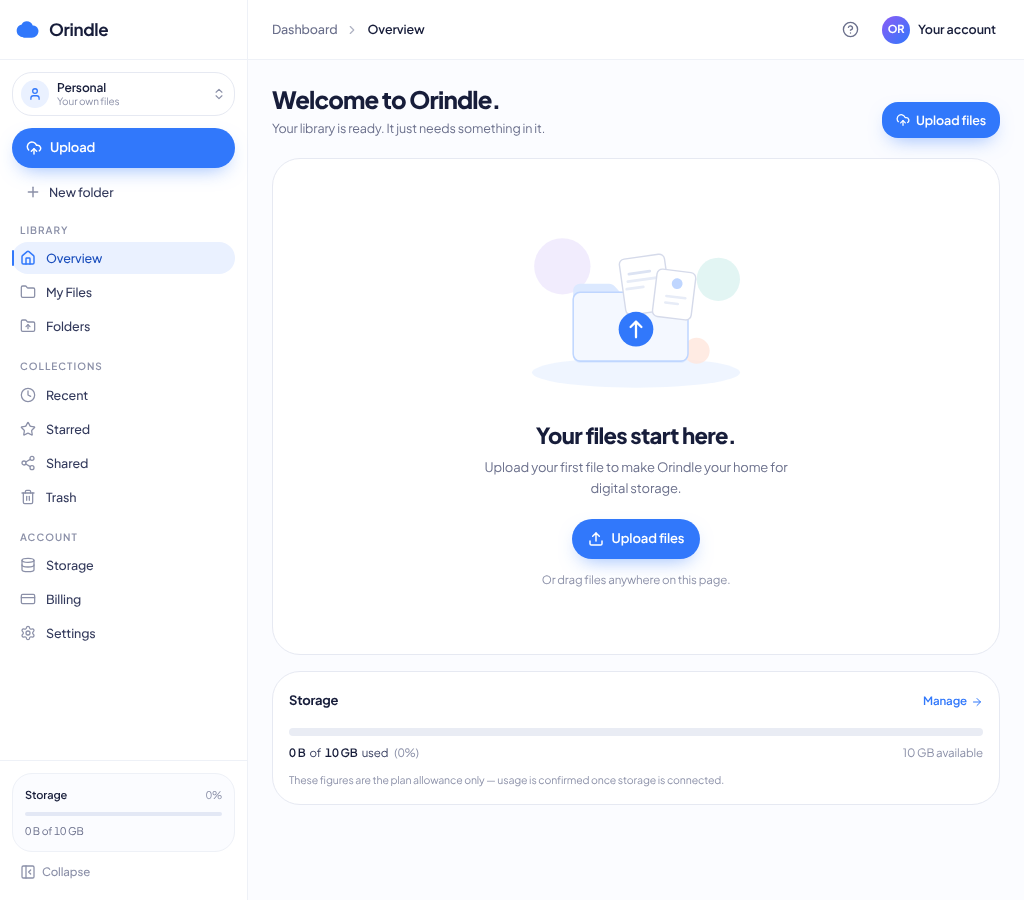 Orindle
Dashboard > Overview
OR
Your account
Personal
Your own files
Upload
New folder
LIBRARY
Overview
My Files
Folders
COLLECTIONS
Recent
Starred
Shared
Trash
ACCOUNT
Storage
Billing
Settings
Storage 0%
0 B of 10 GB
Collapse
Welcome to Orindle.
Your library is ready. It just needs something in it.
Upload files
Your files start here.
Upload your first file to make Orindle your home for
digital storage.
Upload files
Or drag files anywhere on this page.
Storage
Manage →
0 B of 10 GB used (0%)
10 GB available
These figures are the plan allowance only — usage is confirmed once storage is connected.